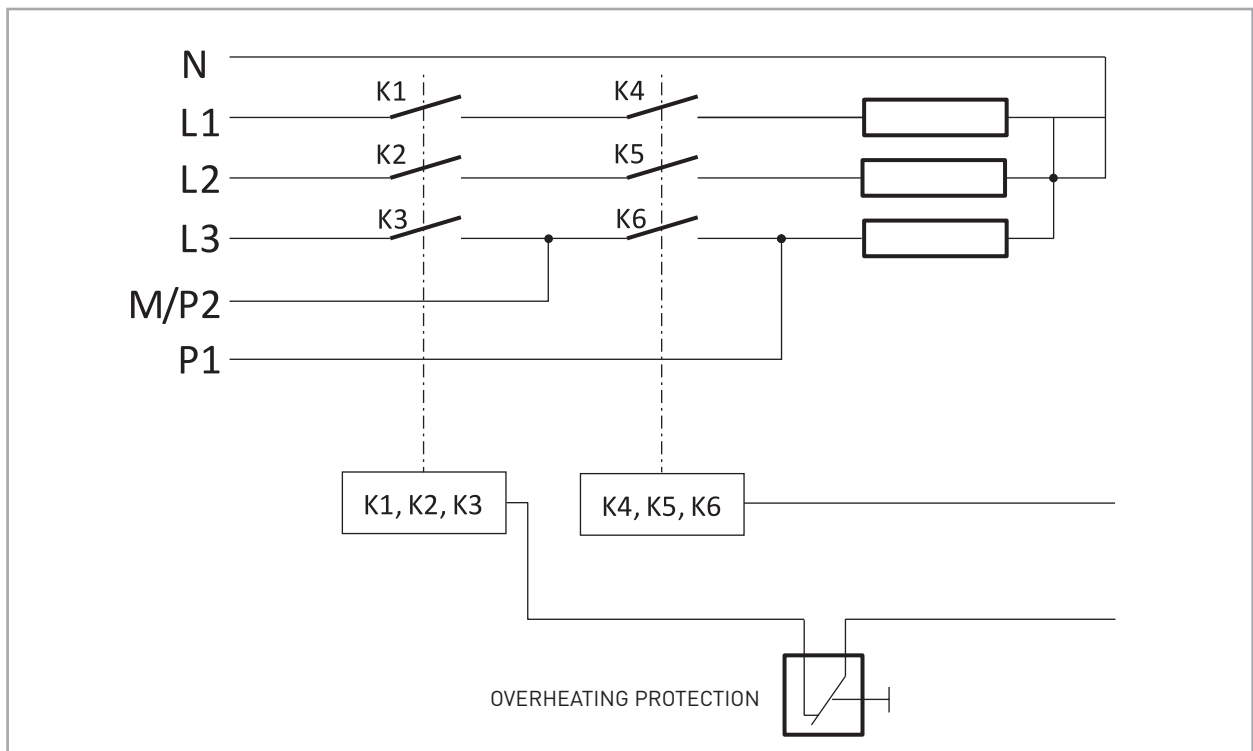 N
K1
K4
L1
K2
K5
L2
K3
K6
L3
M/P2
P1
K1, K2, K3
K4, K5, K6
OVERHEATING PROTECTION